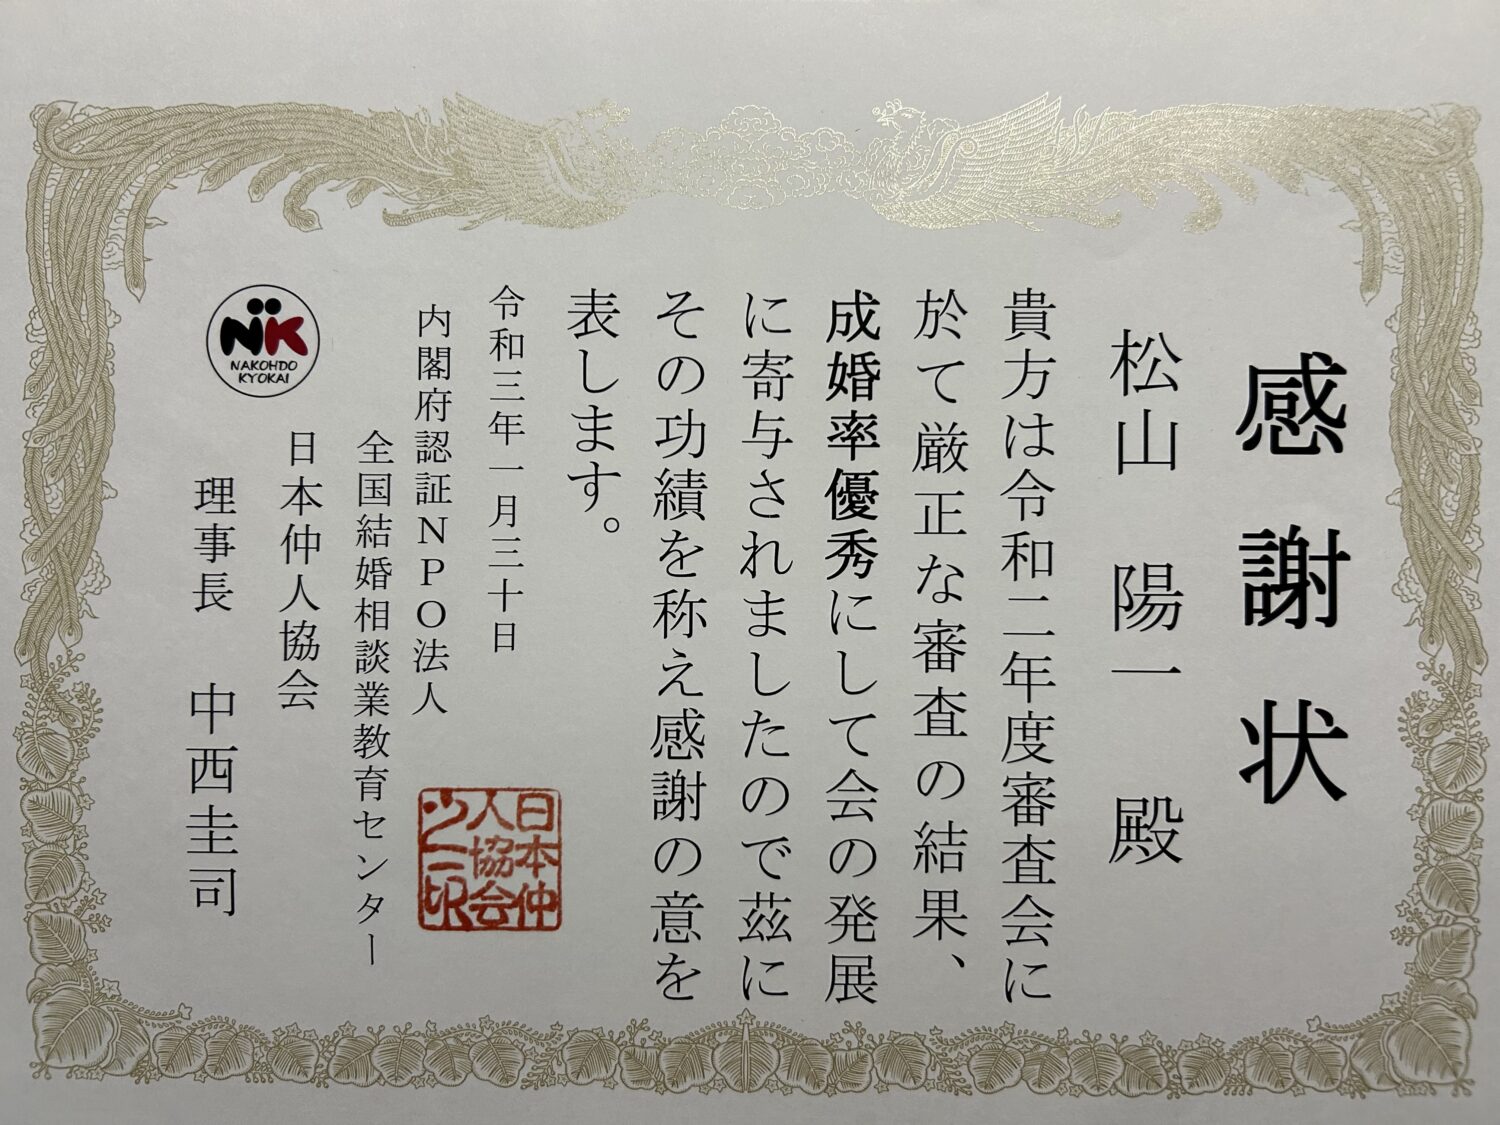 感謝状
松山 陽一 殿
貴方は令和二年度審査会に
於て厳正な審査の結果、
成婚率優秀にして会の発展
に寄与されましたので茲に
その功績を称え感謝の意を
表します。
令和三年一月三十日
内閣府認証NPO法人
全国結婚相談業教育センター
日本仲人協会
理事長 中西圭司
NK
NAKOHDO
KYOKAI
日本仲
人協会